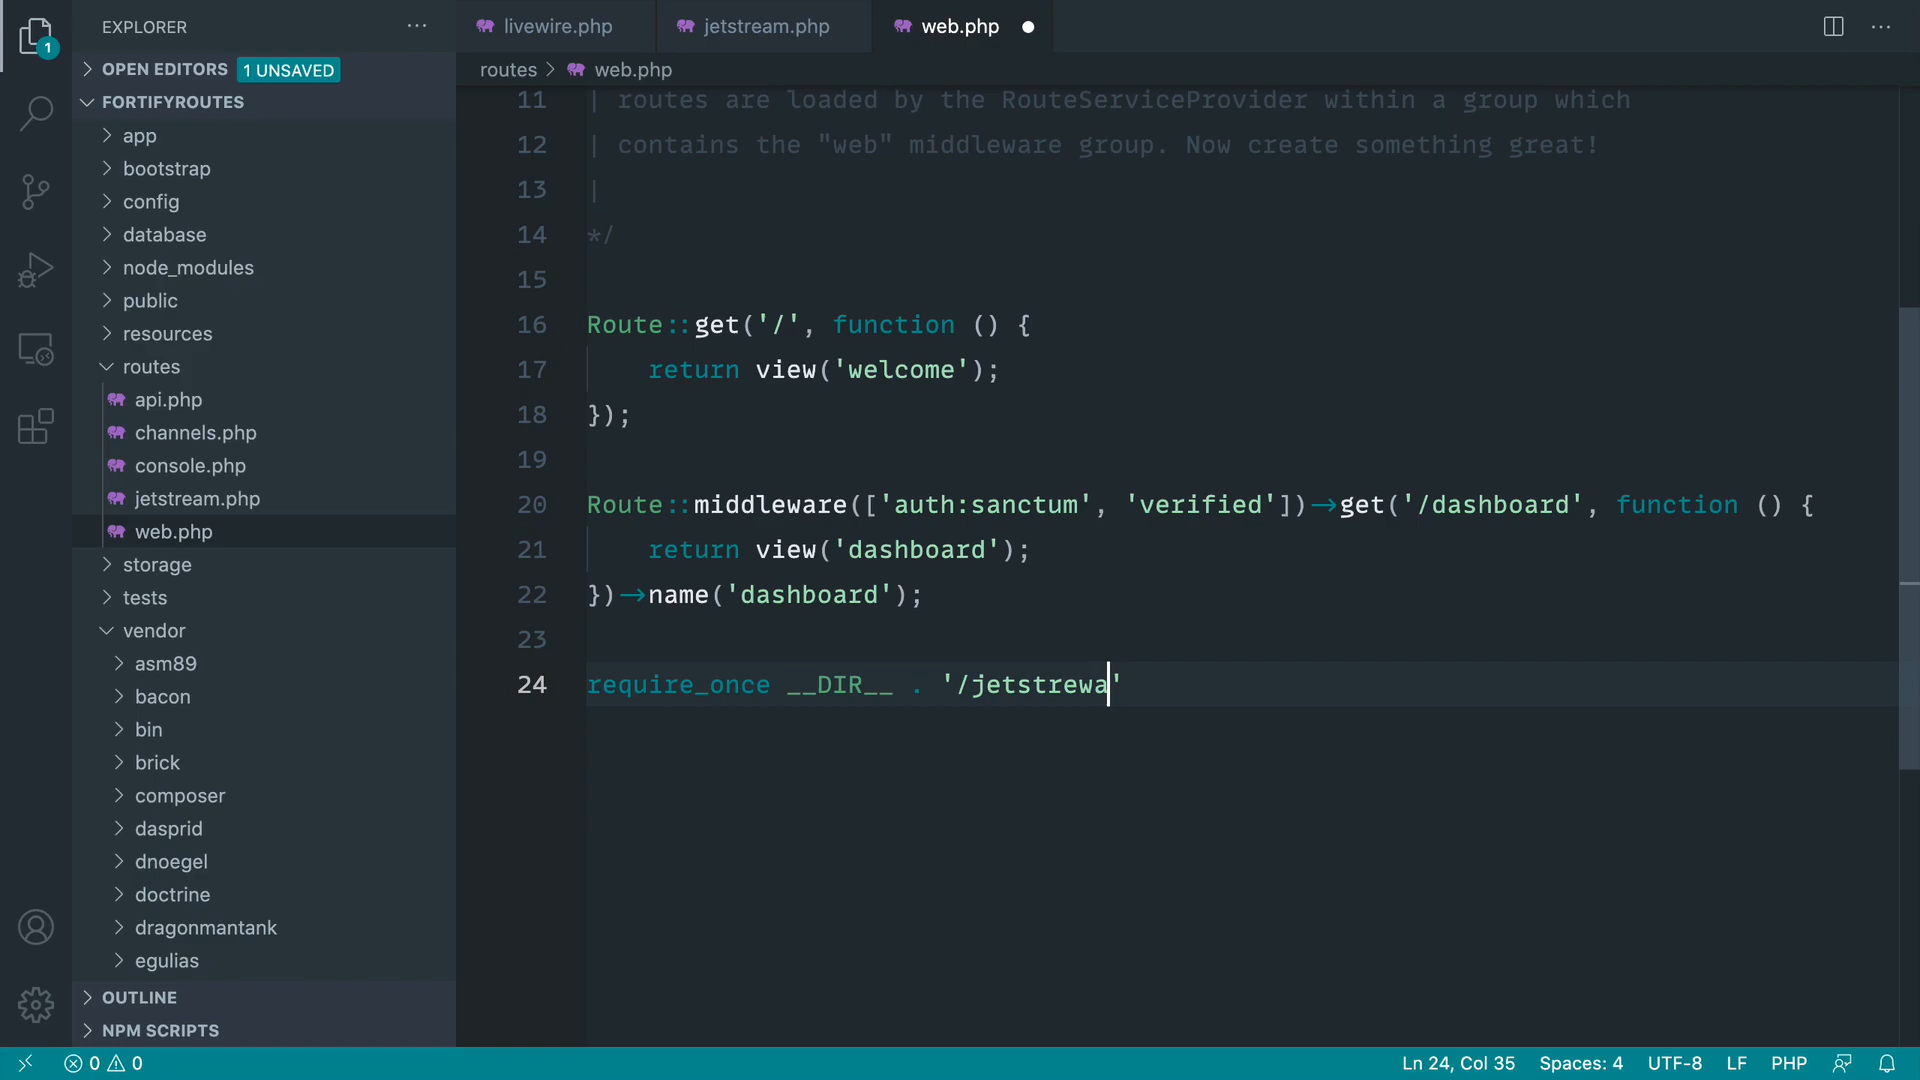 EXPLORER
livewire.php
jetstream.php
web.php
1
OPEN EDITORS
1 UNSAVED
routes > web.php
FORTIFYROUTES
app
bootstrap
config
database
node_modules
public
resources
routes
api.php
channels.php
console.php
jetstream.php
web.php
storage
tests
vendor
asm89
bacon
bin
brick
composer
dasprid
dnoegel
doctrine
dragonmantank
egulias
OUTLINE
NPM SCRIPTS
11 | routes are loaded by the RouteServiceProvider within a group which
12 | contains the "web" middleware group. Now create something great!
13 |
14 */
15
16 Route::get('/', function () {
17 return view('welcome');
18 });
19
20 Route::middleware(['auth:sanctum', 'verified'])->get('/dashboard', function () {
21 return view('dashboard');
22 })->name('dashboard');
23
24 require_once __DIR__ . '/jetstrewa'
0 0
Ln 24, Col 35
Spaces: 4
UTF-8
LF
PHP